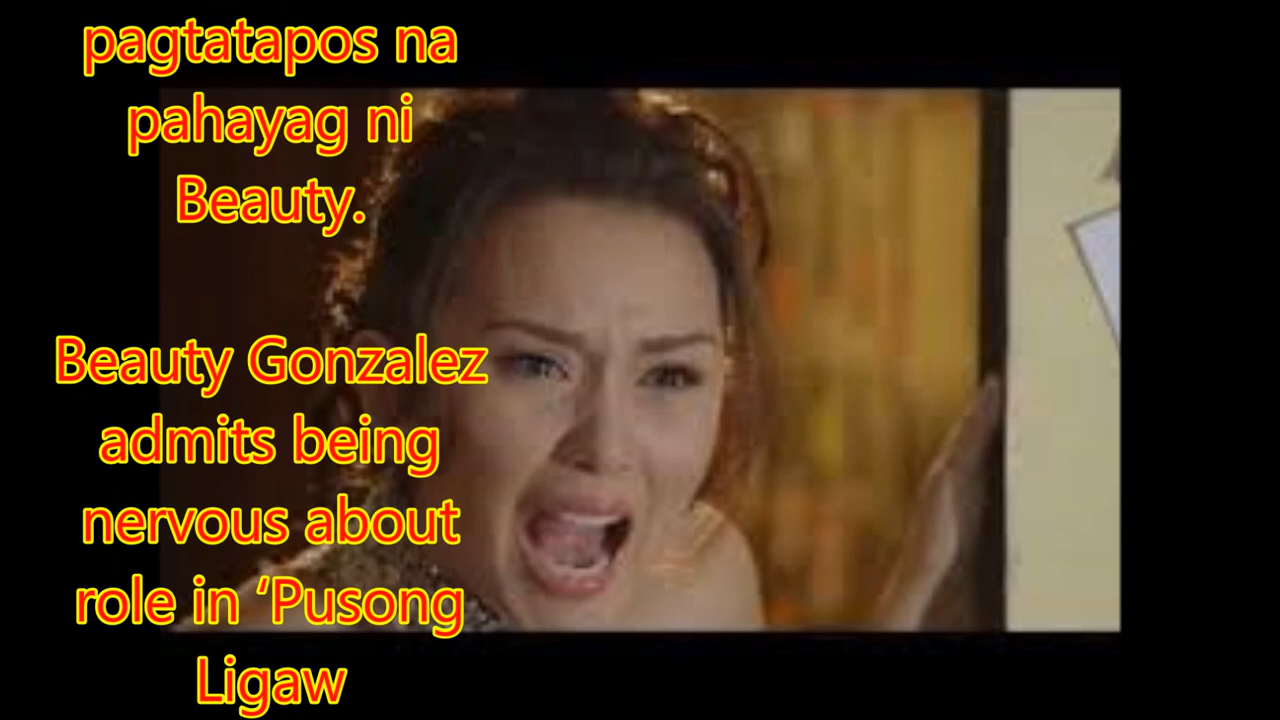 pagtatapos na
pahayag ni
Beauty.
Beauty Gonzalez
admits being
nervous about
role in ‘Pusong
Ligaw